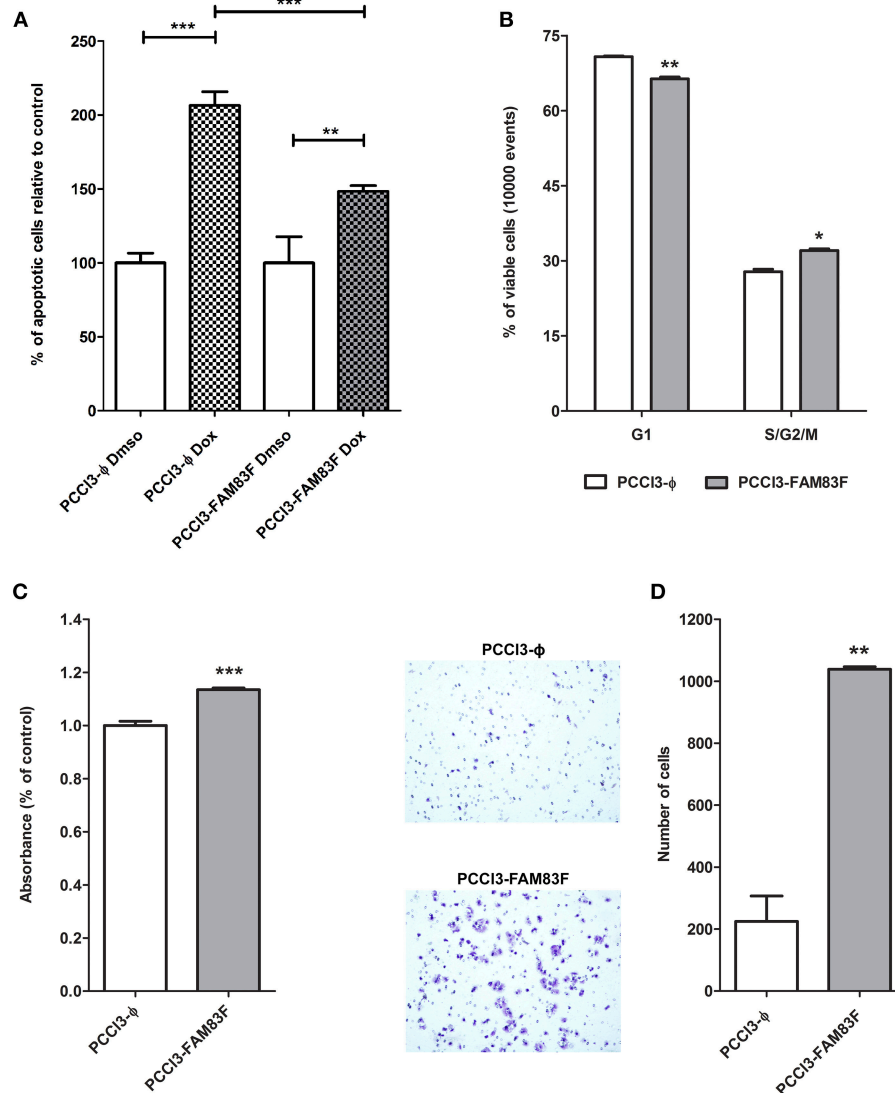 A
% of apoptotic cells relative to control
250
200
150
100
50
0
***
***
**
PCCl3-ϕ Dmso
PCCl3-ϕ Dox
PCCl3-FAM83F Dmso
PCCl3-FAM83F Dox
B
% of viable cells (10000 events)
75
60
45
30
15
0
**
*
G1
S/G2/M
PCCl3-ϕ
PCCl3-FAM83F
C
Absorbance (% of control)
1.4
1.2
1.0
0.8
0.6
0.4
0.2
0.0
***
PCCl3-ϕ
PCCl3-FAM83F
PCCl3-ϕ
PCCl3-FAM83F
D
Number of cells
1200
1000
800
600
400
200
0
**
PCCl3-ϕ
PCCl3-FAM83F